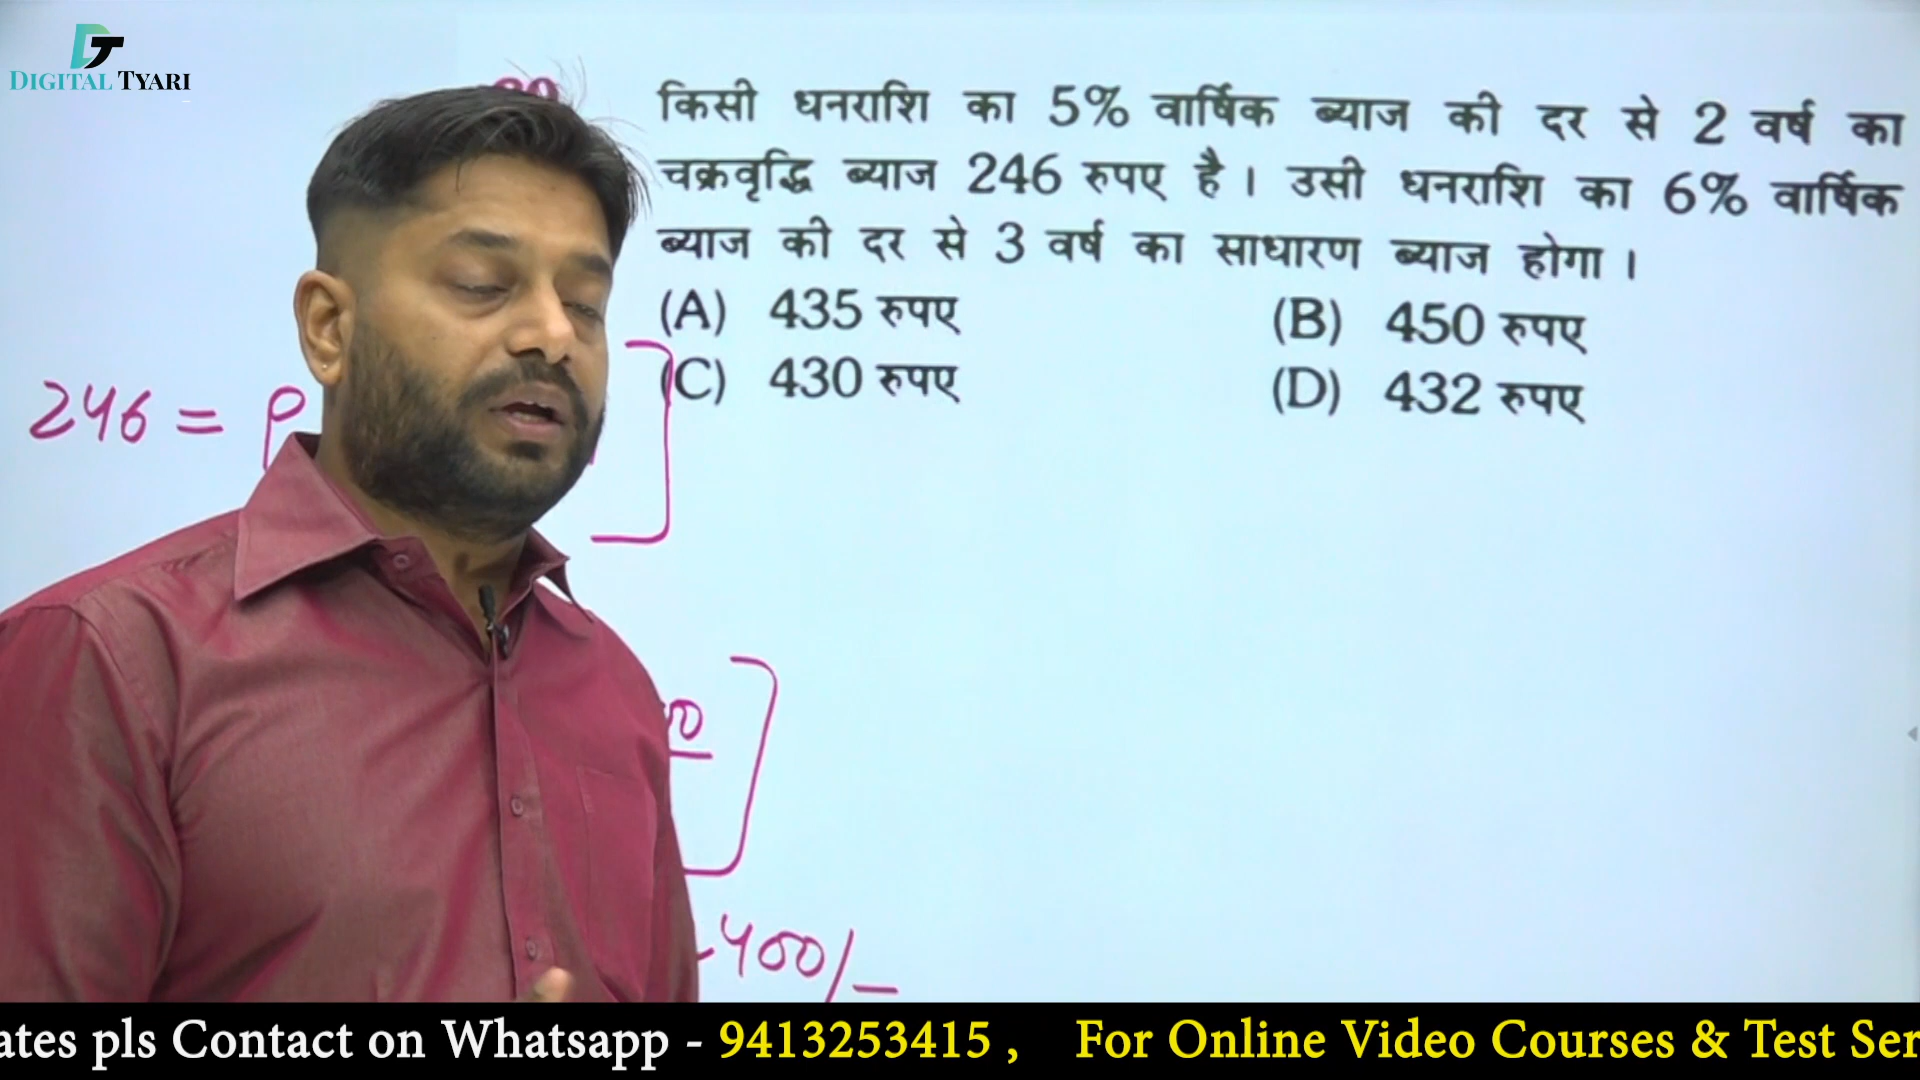 DIGITAL TYARI
किसी धनराशि का 5% वार्षिक ब्याज की दर से 2 वर्ष का
चक्रवृद्धि ब्याज 246 रुपए है । उसी धनराशि का 6% वार्षिक
ब्याज की दर से 3 वर्ष का साधारण ब्याज होगा ।
(A) 435 रुपए (B) 450 रुपए
(C) 430 रुपए (D) 432 रुपए
246 = P
400/-
ates pls Contact on Whatsapp - 9413253415 , For Online Video Courses & Test Ser